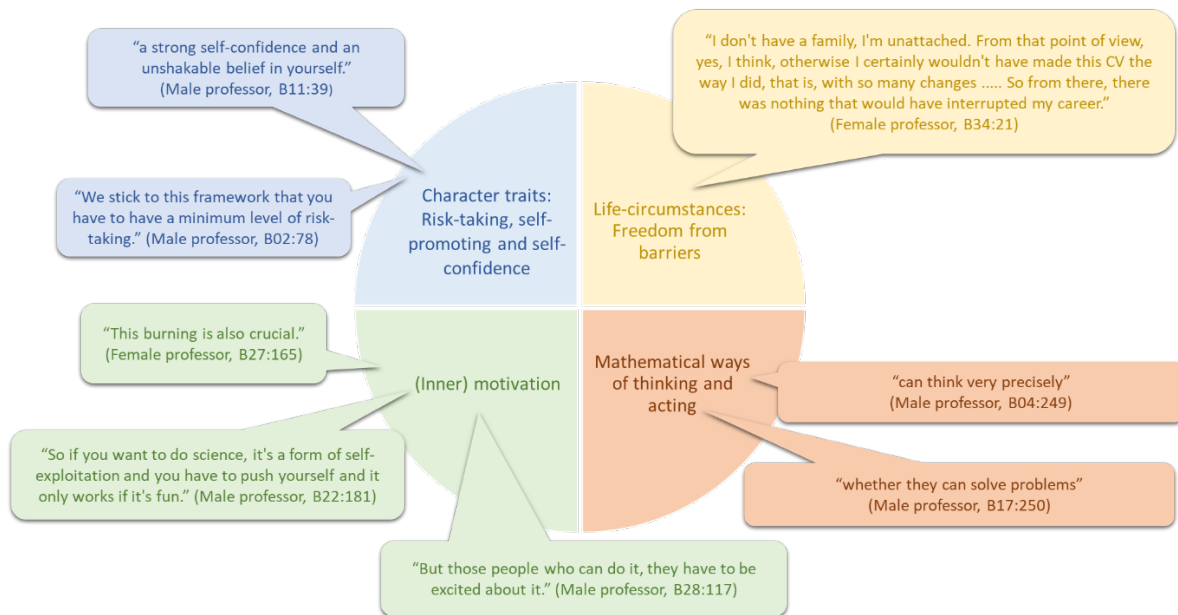 “a strong self-confidence and an
unshakable belief in yourself.”
(Male professor, B11:39)
“I don't have a family, I'm unattached. From that point of view,
yes, I think, otherwise I certainly wouldn't have made this CV the
way I did, that is, with so many changes ..... So from there, there
was nothing that would have interrupted my career.”
(Female professor, B34:21)
“We stick to this framework that you
have to have a minimum level of risk-
taking.” (Male professor, B02:78)
Character traits:
Risk-taking, self-
promoting and self-
confidence
Life-circumstances:
Freedom from
barriers
“This burning is also crucial.”
(Female professor, B27:165)
(Inner) motivation
Mathematical ways
of thinking and
acting
“can think very precisely”
(Male professor, B04:249)
“So if you want to do science, it's a form of self-
exploitation and you have to push yourself and it
only works if it's fun.” (Male professor, B22:181)
“whether they can solve problems”
(Male professor, B17:250)
“But those people who can do it, they have to be
excited about it.” (Male professor, B28:117)